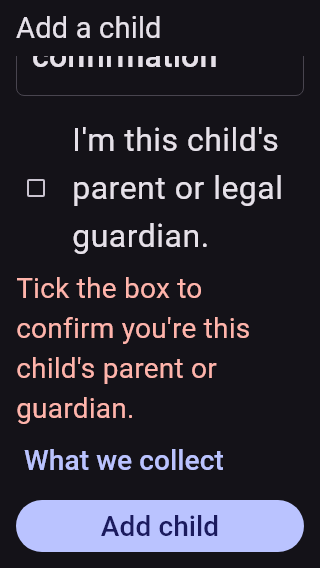 Add a child
confirmation
I'm this child's
parent or legal
guardian.
Tick the box to
confirm you're this
child's parent or
guardian.
What we collect
Add child